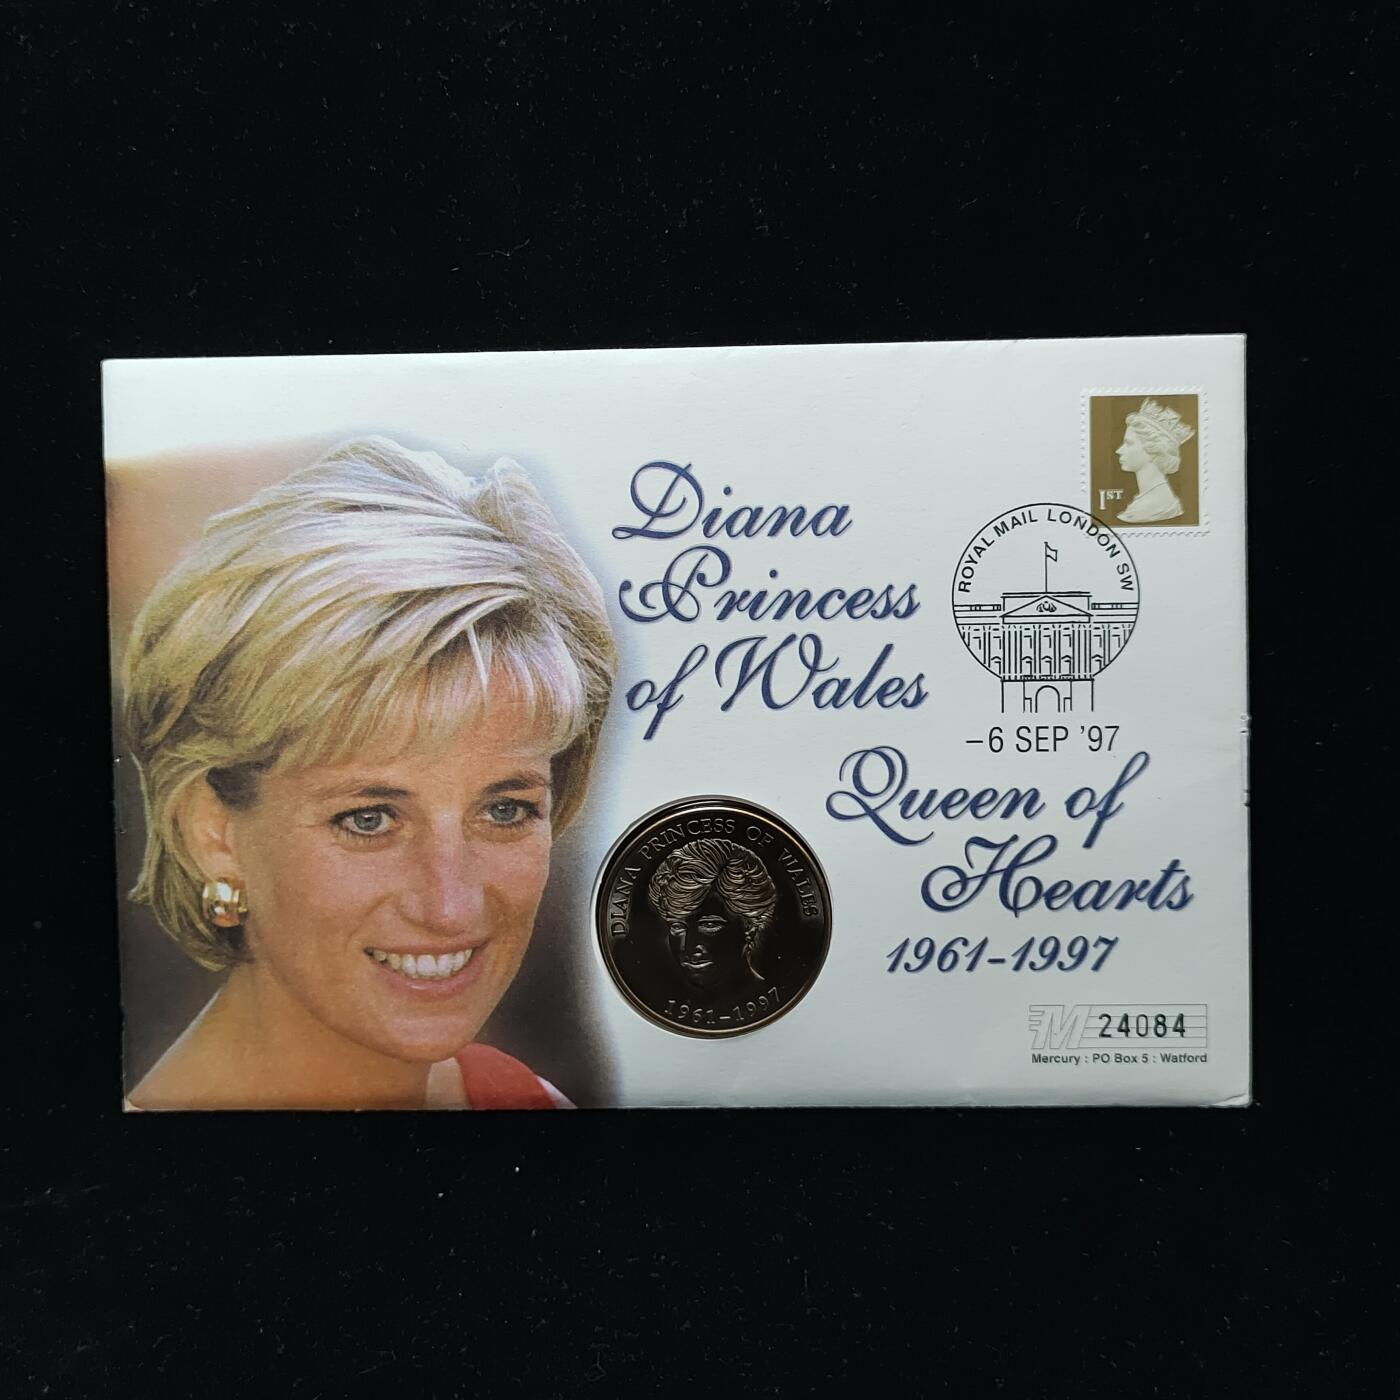 Diana
Princess
of Wales
Queen of
Hearts
1961-1997
1ST
ROYAL MAIL LONDON SW
-6 SEP '97
DIANA PRINCESS OF WALES
1961-1997
M 24084
Mercury : PO Box 5 : Watford